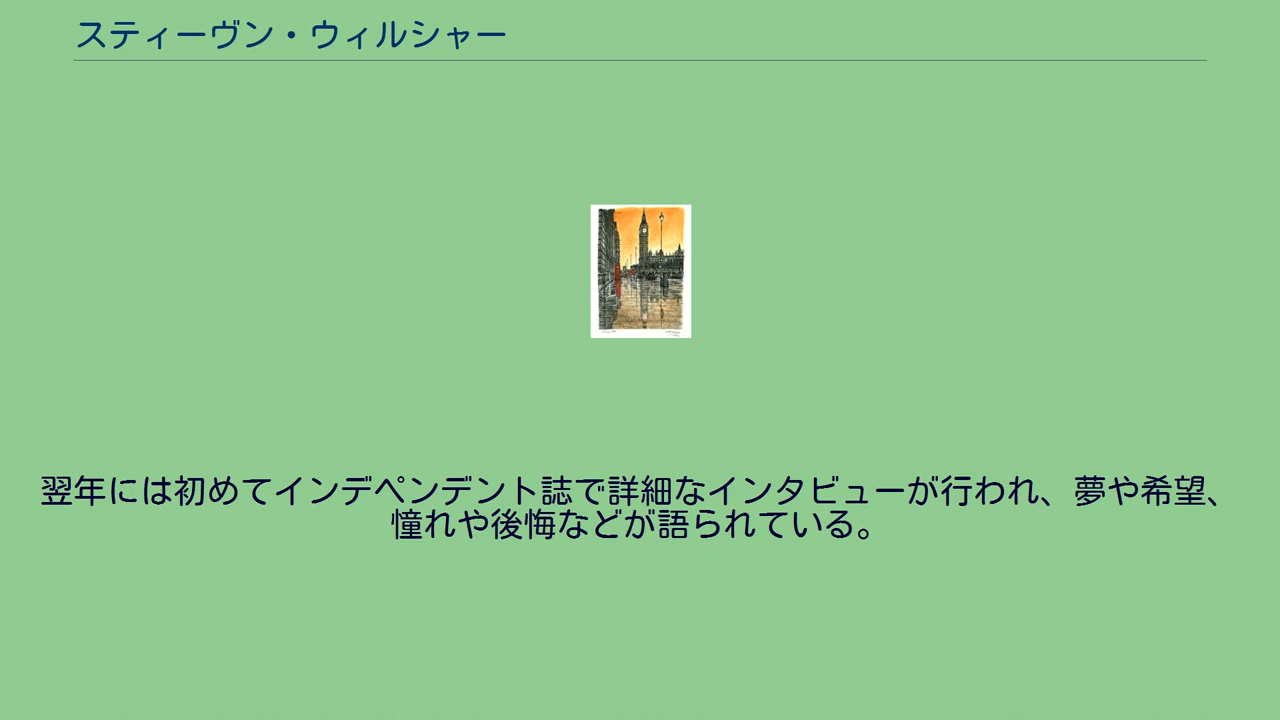 スティーヴン・ウィルシャー
翌年には初めてインデペンデント誌で詳細なインタビューが行われ、夢や希望、
憧れや後悔などが語られている。